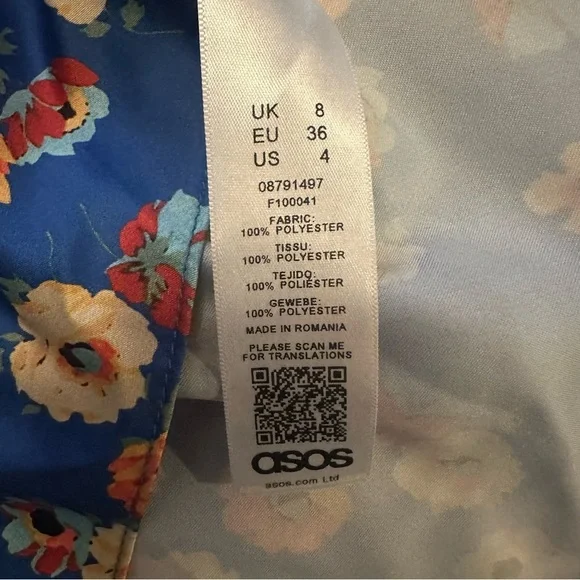 UK 8
EU 36
US 4
08791497
F100041
FABRIC:
100% POLYESTER
TISSU:
100% POLYESTER
TEJIDO:
100% POLIÉSTER
GEWEBE:
100% POLYESTER
MADE IN ROMANIA
PLEASE SCAN ME
FOR TRANSLATIONS
asos
asos.com Ltd